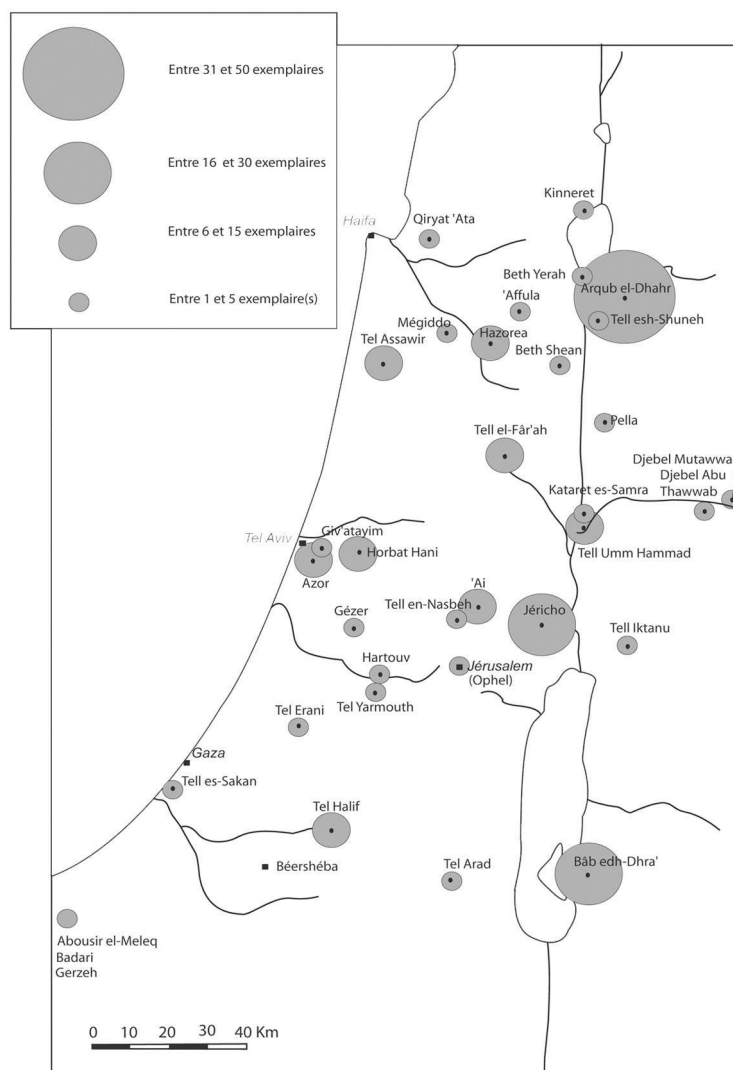 Entre 31 et 50 exemplaires
Entre 16 et 30 exemplaires
Entre 6 et 15 exemplaires
Entre 1 et 5 exemplaire(s)
Kinneret
Qiryat 'Ata
Haifa
Beth Yerah
Arqub el-Dhahr
'Affula
Tell esh-Shuneh
Mégiddo
Hazorea
Tel Assawir
Beth Shean
Pella
Tell el-Fâr'ah
Djebel Mutawwa
Djebel Abu
Thawwab
Kataret es-Samra
Giv'atayim
Tel Aviv
Horbat Hani
Tell Umm Hammad
Azor
'Ai
Tell en-Nasbeh
Jéricho
Gézer
Tell Iktanu
Hartouv
Jérusalem
(Ophel)
Tel Yarmouth
Tel Erani
Gaza
Tell es-Sakan
Tel Halif
Béershéba
Tel Arad
Bâb edh-Dhra'
Abousir el-Meleq
Badari
Gerzeh
0 10 20 30 40 Km